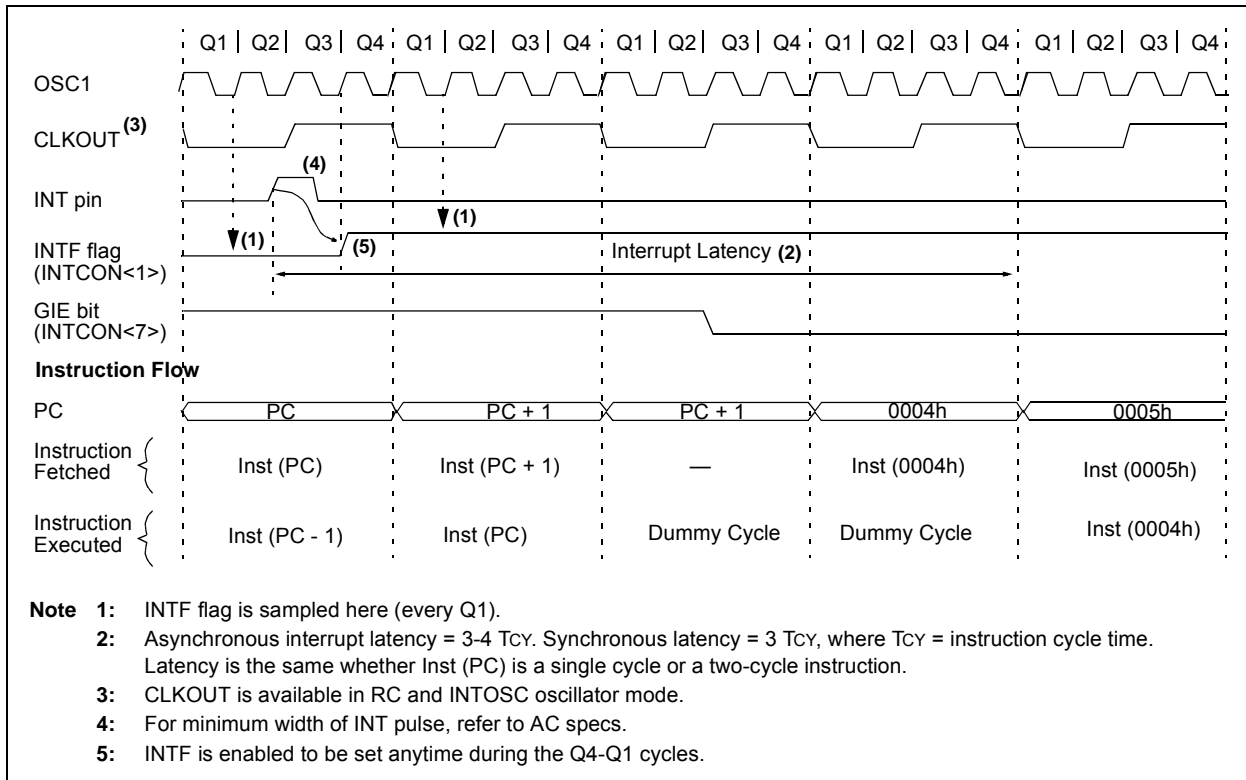 Q1 Q2 Q3 Q4 Q1 Q2 Q3 Q4 Q1 Q2 Q3 Q4 Q1 Q2 Q3 Q4 Q1 Q2 Q3 Q4
OSC1
CLKOUT(3)
(4)
INT pin
(1) (1)
INTF flag
(INTCON<1>)
(5)
Interrupt Latency (2)
GIE bit
(INTCON<7>)
Instruction Flow
PC PC PC + 1 PC + 1 0004h 0005h
Instruction
Fetched
Inst (PC) Inst (PC + 1) — Inst (0004h) Inst (0005h)
Instruction
Executed
Inst (PC - 1) Inst (PC) Dummy Cycle Dummy Cycle Inst (0004h)
Note 1: INTF flag is sampled here (every Q1).
2: Asynchronous interrupt latency = 3-4 TCY. Synchronous latency = 3 TCY, where TCY = instruction cycle time.
Latency is the same whether Inst (PC) is a single cycle or a two-cycle instruction.
3: CLKOUT is available in RC and INTOSC oscillator mode.
4: For minimum width of INT pulse, refer to AC specs.
5: INTF is enabled to be set anytime during the Q4-Q1 cycles.